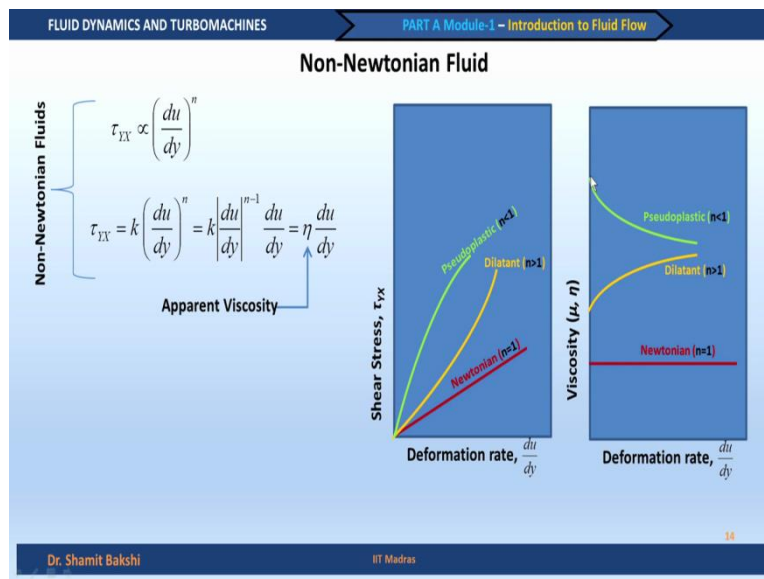 FLUID DYNAMICS AND TURBOMACHINES
PART A Module-1 – Introduction to Fluid Flow
Non-Newtonian Fluid
Non-Newtonian Fluids
τ_YX ∝ (du/dy)^n
τ_YX = k (du/dy)^n = k |du/dy|^(n-1) du/dy = η du/dy
Apparent Viscosity
Shear Stress, τ_YX
Pseudoplastic (n<1)
Dilatant (n>1)
Newtonian (n=1)
Deformation rate, du/dy
Viscosity (μ, η)
Pseudoplastic (n<1)
Dilatant (n>1)
Newtonian (n=1)
Deformation rate, du/dy
14
Dr. Shamit Bakshi
IIT Madras